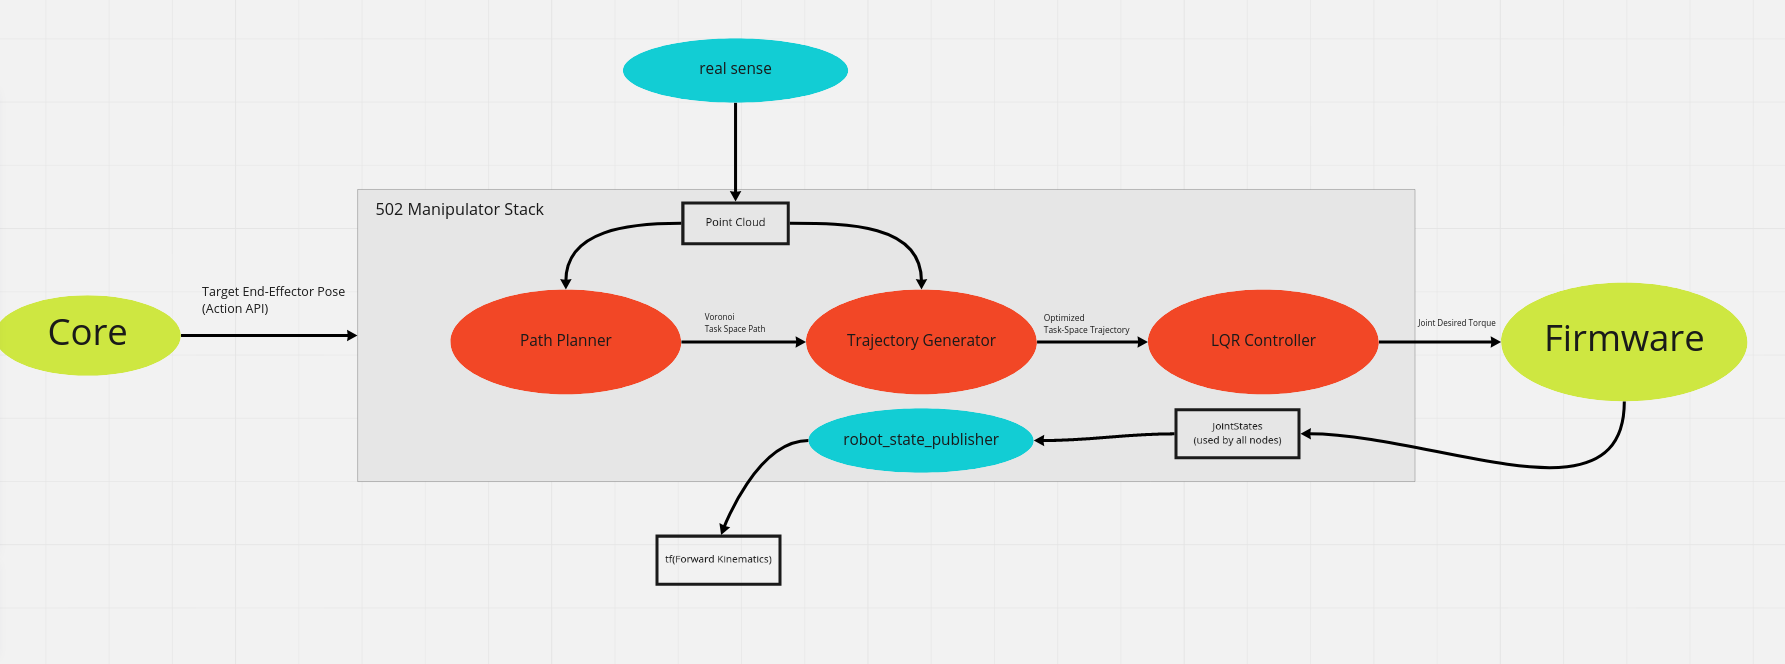 real sense
502 Manipulator Stack
Point Cloud
Target End-Effector Pose
(Action API)
Core
Path Planner
Voronoi
Task Space Path
Trajectory Generator
Optimized
Task-Space Trajectory
LQR Controller
Joint Desired Torque
Firmware
robot_state_publisher
JointStates
(used by all nodes)
tf(Forward Kinematics)